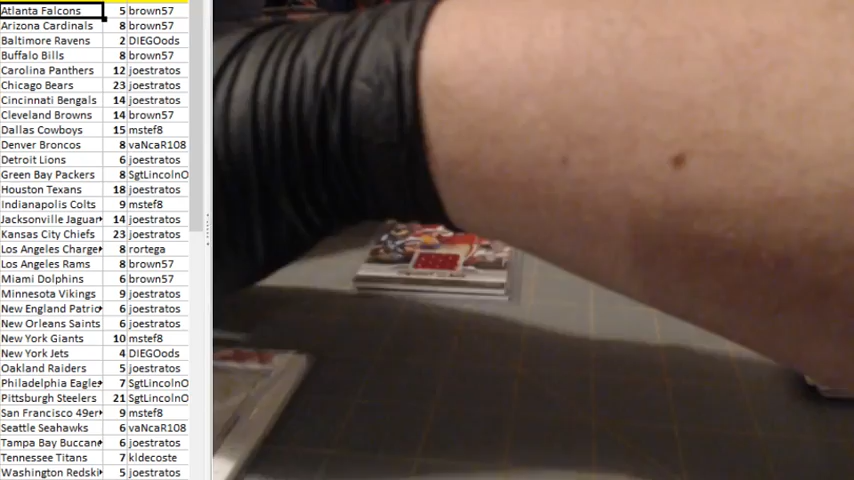 Atlanta Falcons 5 brown57
Arizona Cardinals 8 brown57
Baltimore Ravens 2 DIEGOods
Buffalo Bills 8 brown57
Carolina Panthers 12 joestratos
Chicago Bears 23 joestratos
Cincinnati Bengals 14 joestratos
Cleveland Browns 14 brown57
Dallas Cowboys 15 mstef8
Denver Broncos 8 vaNcaR108
Detroit Lions 6 joestratos
Green Bay Packers 8 SgtLincolnO
Houston Texans 18 joestratos
Indianapolis Colts 9 mstef8
Jacksonville Jaguar 14 joestratos
Kansas City Chiefs 23 joestratos
Los Angeles Charge 8 rortega
Los Angeles Rams 8 brown57
Miami Dolphins 6 brown57
Minnesota Vikings 9 joestratos
New England Patrio 6 joestratos
New Orleans Saints 6 joestratos
New York Giants 10 mstef8
New York Jets 4 DIEGOods
Oakland Raiders 5 joestratos
Philadelphia Eagle 7 SgtLincolnO
Pittsburgh Steelers 21 SgtLincolnO
San Francisco 49er 9 mstef8
Seattle Seahawks 6 vaNcaR108
Tampa Bay Buccan 6 joestratos
Tennessee Titans 7 kldecoste
Washington Redski 5 joestratos